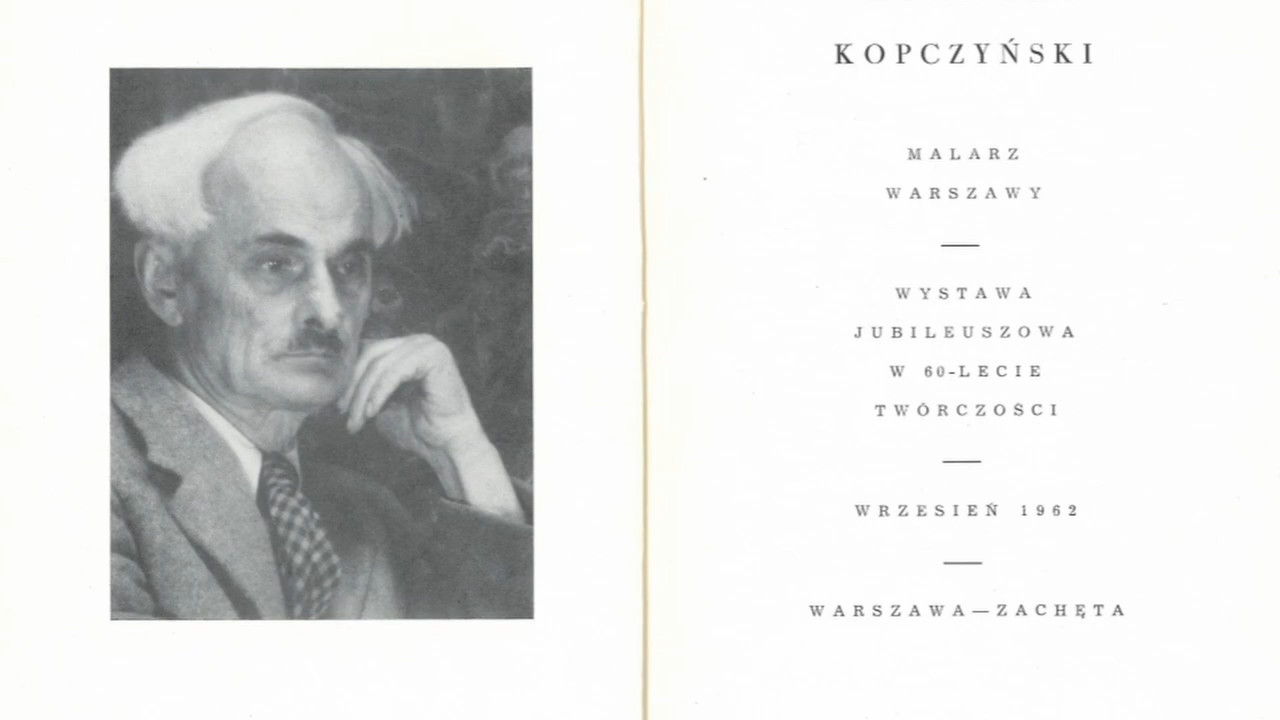 KOPCZYŃSKI
MALARZ
WARSZAWY
WYSTAWA
JUBILEUSZOWA
W 60-LECIE
TWÓRCZOŚCI
WRZESIEŃ 1962
WARSZAWA—ZACHĘTA